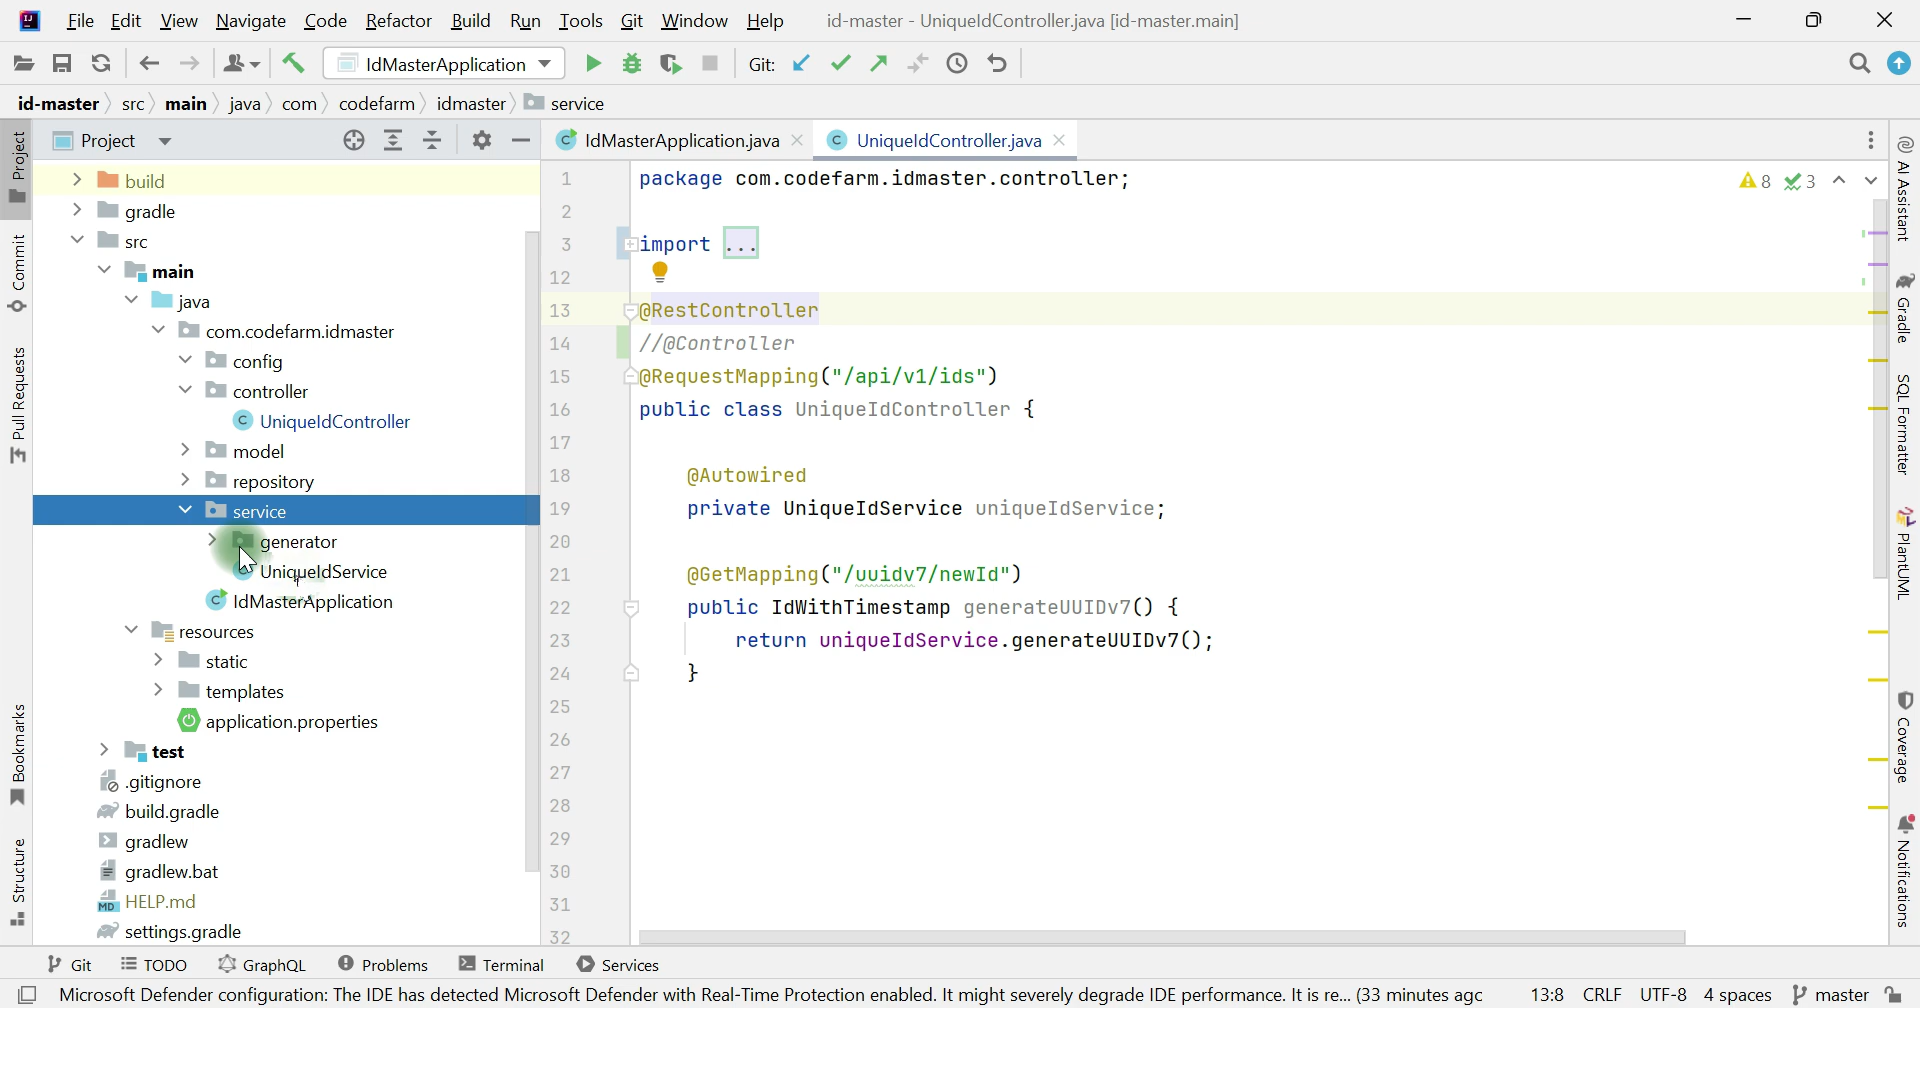 File Edit View Navigate Code Refactor Build Run Tools Git Window Help id-master - UniqueIdController.java [id-master.main]
IdMasterApplication Git:
id-master src main java com codefarm idmaster service
Project
IdMasterApplication.java UniqueIdController.java
build
gradle
src
main
java
com.codefarm.idmaster
config
controller
UniqueIdController
model
repository
service
generator
UniqueIdService
IdMasterApplication
resources
static
templates
application.properties
test
.gitignore
build.gradle
gradlew
gradlew.bat
HELP.md
settings.gradle
8 3
1 package com.codefarm.idmaster.controller;
2
3 import ...
12
13 @RestController
14 //@Controller
15 @RequestMapping("/api/v1/ids")
16 public class UniqueIdController {
17
18 @Autowired
19 private UniqueIdService uniqueIdService;
20
21 @GetMapping("/uuidv7/newId")
22 public IdWithTimestamp generateUUIDv7() {
23 return uniqueIdService.generateUUIDv7();
24 }
25
26
27
28
29
30
31
32
Project
Commit
Pull Requests
Bookmarks
Structure
AI Assistant
Gradle
SQL Formatter
PlantUML
Coverage
Notifications
Git TODO GraphQL Problems Terminal Services
Microsoft Defender configuration: The IDE has detected Microsoft Defender with Real-Time Protection enabled. It might severely degrade IDE performance. It is re... (33 minutes agc 13:8 CRLF UTF-8 4 spaces master